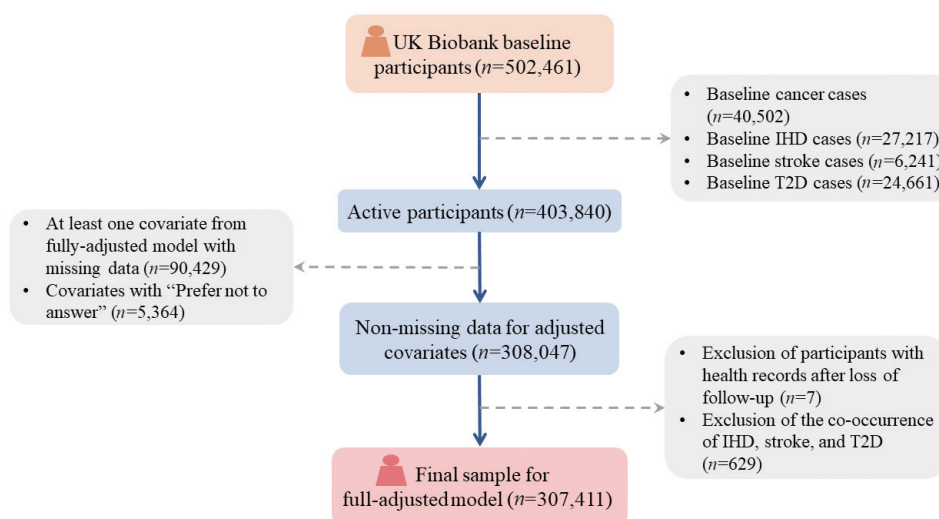 UK Biobank baseline
participants (n=502,461)
• Baseline cancer cases
(n=40,502)
• Baseline IHD cases (n=27,217)
• Baseline stroke cases (n=6,241)
• Baseline T2D cases (n=24,661)
Active participants (n=403,840)
• At least one covariate from
fully-adjusted model with
missing data (n=90,429)
• Covariates with “Prefer not to
answer” (n=5,364)
Non-missing data for adjusted
covariates (n=308,047)
• Exclusion of participants with
health records after loss of
follow-up (n=7)
• Exclusion of the co-occurrence
of IHD, stroke, and T2D
(n=629)
Final sample for
full-adjusted model (n=307,411)